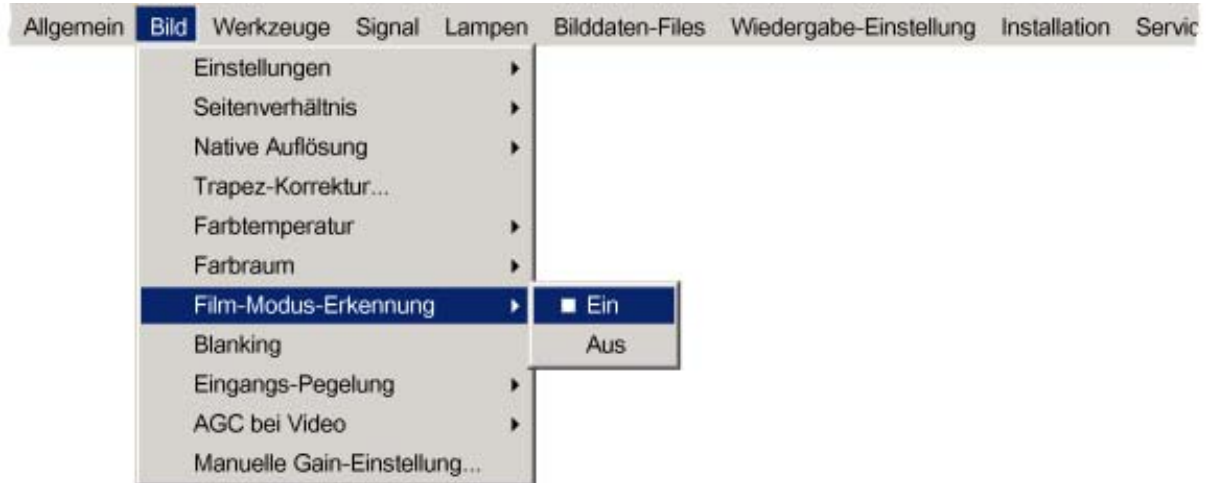 Allgemein Bild Werkzeuge Signal Lampen Bilddaten-Files Wiedergabe-Einstellung Installation Servic
Einstellungen
Seitenverhältnis
Native Auflösung
Trapez-Korrektur...
Farbtemperatur
Farbraum
Film-Modus-Erkennung
Ein
Aus
Blanking
Eingangs-Pegelung
AGC bei Video
Manuelle Gain-Einstellung...